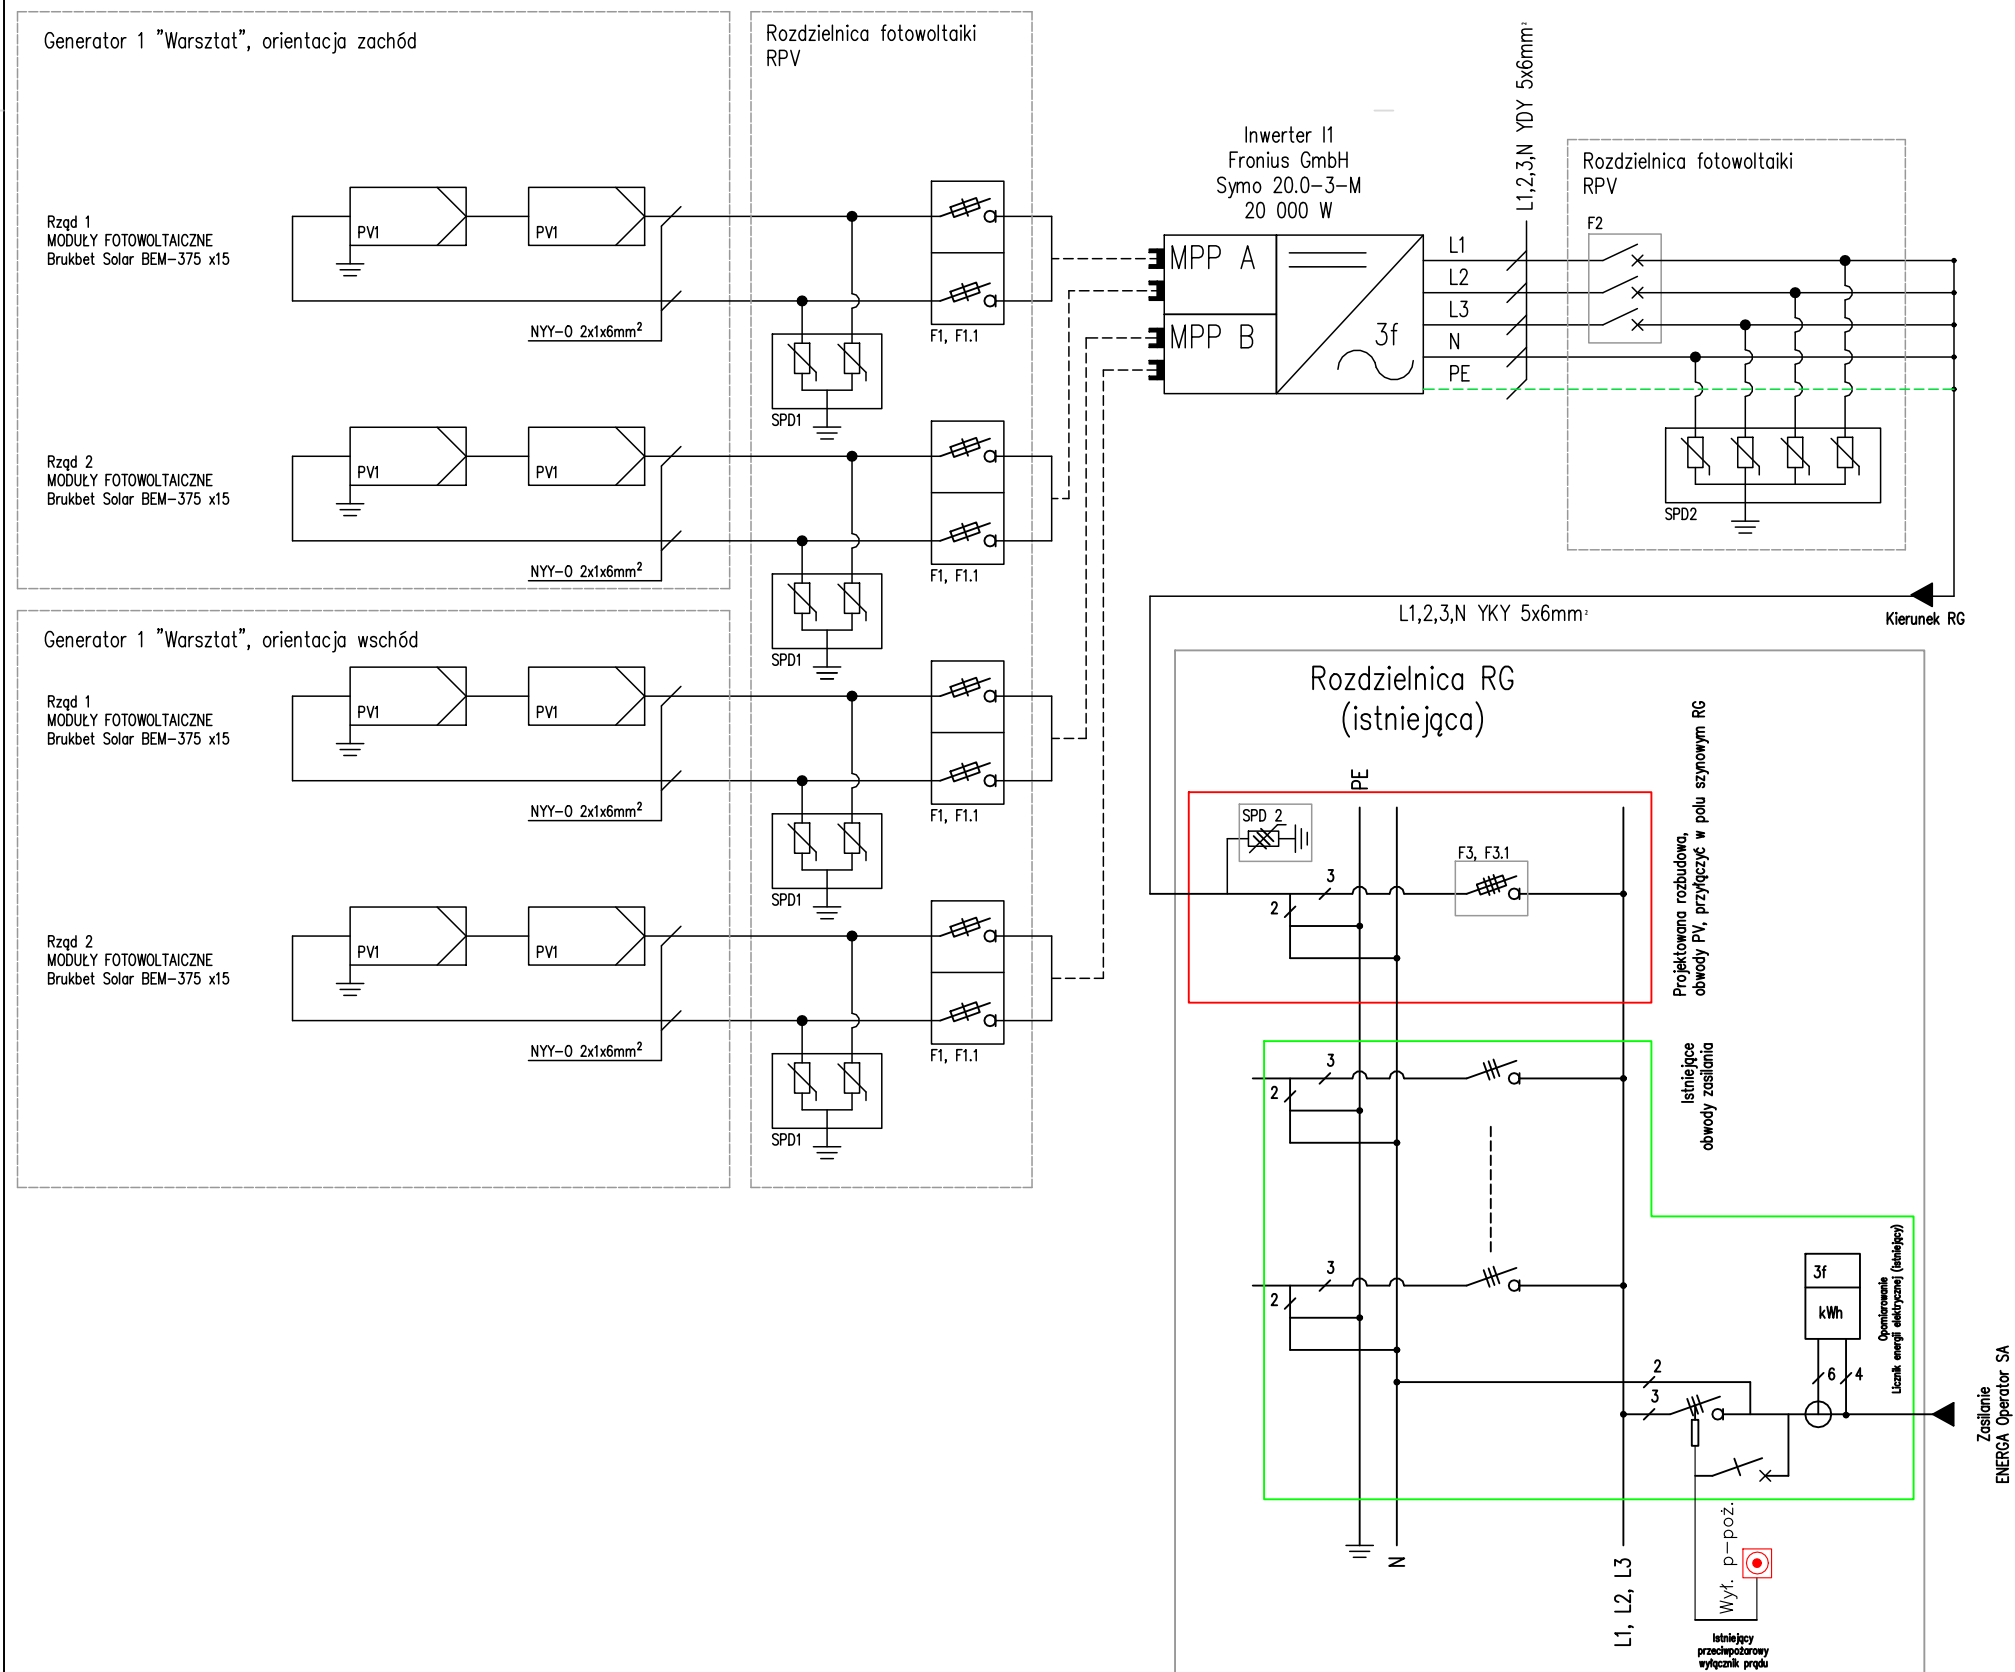 Generator 1 "Warsztat", orientacja zachód
Rząd 1
MODUŁY FOTOWOLTAICZNE
Brukbet Solar BEM-375 x15
PV1
PV1
NYY-O 2x1x6mm²
Rząd 2
MODUŁY FOTOWOLTAICZNE
Brukbet Solar BEM-375 x15
PV1
PV1
NYY-O 2x1x6mm²
Generator 1 "Warsztat", orientacja wschód
Rząd 1
MODUŁY FOTOWOLTAICZNE
Brukbet Solar BEM-375 x15
PV1
PV1
NYY-O 2x1x6mm²
Rząd 2
MODUŁY FOTOWOLTAICZNE
Brukbet Solar BEM-375 x15
PV1
PV1
NYY-O 2x1x6mm²
Rozdzielnica fotowoltaiki
RPV
F1, F1.1
SPD1
F1, F1.1
SPD1
F1, F1.1
SPD1
F1, F1.1
SPD1
Inwerter I1
Fronius GmbH
Symo 20.0-3-M
20 000 W
MPP A
MPP B
3f
L1
L2
L3
N
PE
L1,2,3,N YDY 5x6mm²
Rozdzielnica fotowoltaiki
RPV
F2
SPD2
Kierunek RG
L1,2,3,N YKY 5x6mm²
Rozdzielnica RG
(istniejąca)
PE
SPD 2
F3, F3.1
3
2
Projektowana rozbudowa,
obwody PV, przyłączyć w polu szynowym RG
3
2
Istniejące
obwody zasilania
3
2
3f
kWh
6
4
Opomiarowanie
Licznik energii elektrycznej (istniejący)
2
3
Zasilanie
ENERGA Operator SA
N
L1, L2, L3
Wył. p-poż.
Istniejący
przeciwpożarowy
wyłącznik prądu